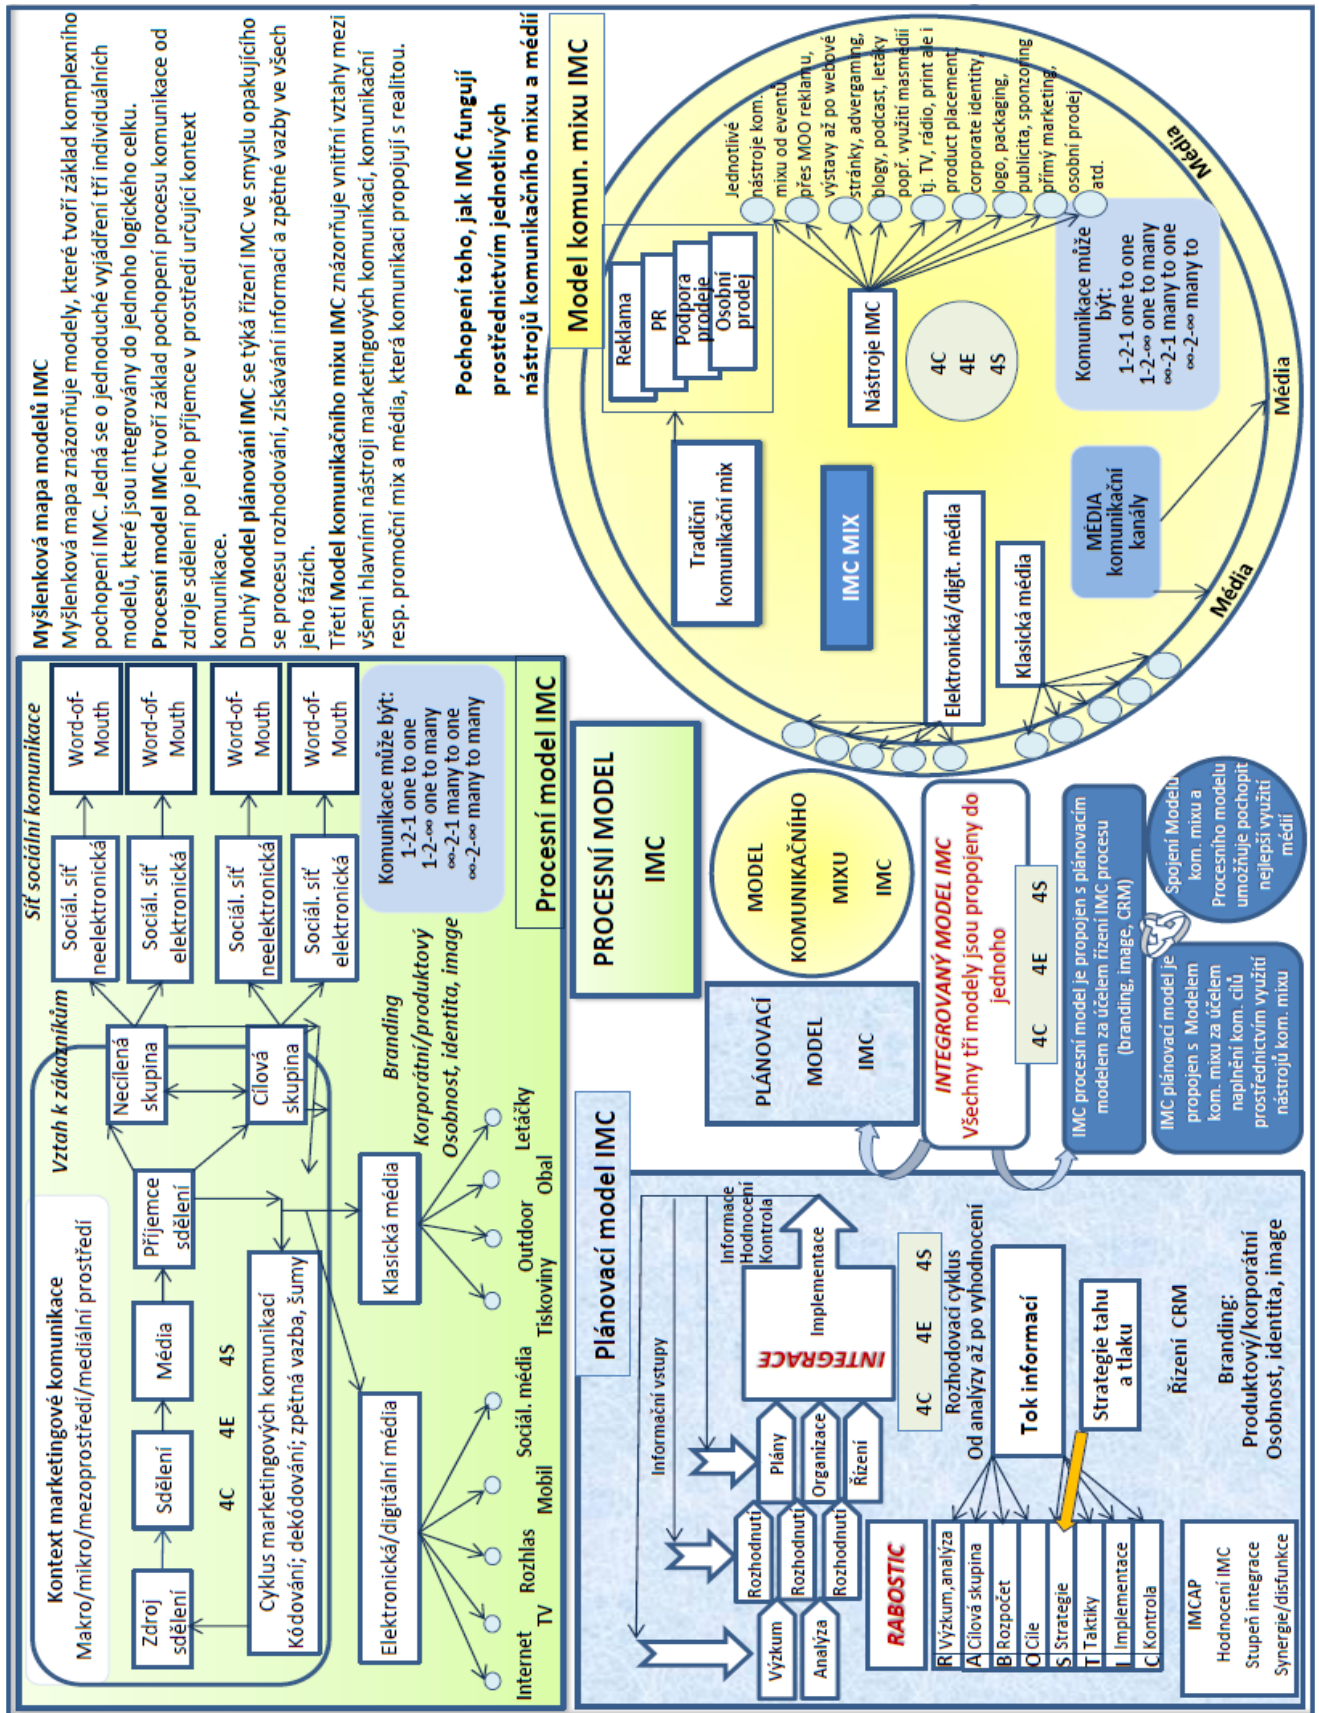 Myšlenková mapa modelů IMC
Myšlenková mapa znázorňuje modely, které tvoří základ komplexního
pochopení IMC. Jedná se o jednoduché vyjádření tří individuálních
modelů, které jsou integrovány do jednoho logického celku.
Procesní model IMC tvoří základ pochopení procesu komunikace od
zdroje sdělení po jeho příjemce v prostředí určující kontext
komunikace.
Druhý Model plánování IMC se týká řízení IMC ve smyslu opakujícího
se procesu rozhodování, získávání informací a zpětné vazby ve všech
jeho fázích.
Třetí Model komunikačního mixu IMC znázorňuje vnitřní vztahy mezi
všemi hlavními nástroji marketingových komunikací, komunikační
resp. promoční mix a média, která komunikaci propojují s realitou.
Kontext marketingové komunikace
Makro/mikro/mezoprostředí/mediální prostředí
Zdroj
sdělení
Sdělení
Média
Příjemce
sdělení
4C 4E 4S
Cyklus marketingových komunikací
Kódování; dekódování; zpětná vazba, šumy
Vztah k zákazníkům
Necílená
skupina
Cílová
skupina
Síť sociální komunikace
Sociál. síť
neelektronická
Word-of-
Mouth
Sociál. síť
elektronická
Word-of-
Mouth
Sociál. síť
neelektronická
Word-of-
Mouth
Sociál. síť
elektronická
Word-of-
Mouth
Elektronická/digitální média
Internet
TV
Rozhlas
Mobil
Sociál. média
Klasická média
Tiskoviny
Outdoor
Obal
Letáčky
Branding
Korporátní/produktový
Osobnost, identita, image
Komunikace může být:
1-2-1 one to one
1-2-∞ one to many
∞-2-1 many to one
∞-2-∞ many to many
Procesní model IMC
Pochopení toho, jak IMC fungují
prostřednictvím jednotlivých
nástrojů komunikačního mixu a médií
Model komun. mixu IMC
Tradiční
komunikační mix
Reklama
PR
Podpora
prodeje
Osobní
prodej
Jednotlivé
nástroje kom.
mixu od eventů
přes MOO reklamu,
výstavy až po webové
stránky, advergaming,
blogy, podcast, letáky
popř. využití masmédií
tj. TV, rádio, print ale i
product placement,
corporate identity,
logo, packaging,
publicita, sponzoring
přímý marketing,
osobní prodej
atd.
Nástroje IMC
IMC MIX
4C
4E
4S
Elektronická/digit. média
Klasická média
MÉDIA
komunikační
kanály
Komunikace může
být:
1-2-1 one to one
1-2-∞ one to many
∞-2-1 many to one
∞-2-∞ many to
Média
Média
Média
PROCESNÍ MODEL
IMC
PLÁNOVACÍ
MODEL
IMC
MODEL
KOMUNIKAČNÍHO
MIXU
IMC
INTEGROVANÝ MODEL IMC
Všechny tři modely jsou propojeny do
jednoho
4C 4E 4S
IMC procesní model je propojen s plánovacím
modelem za účelem řízení IMC procesu
(branding, image, CRM)
IMC plánovací model je
propojen s Modelem
kom. mixu za účelem
naplnění kom. cílů
prostřednictvím využití
nástrojů kom. mixu
Spojení Modelu
kom. mixu a
Procesního modelu
umožňuje pochopit
nejlepší využití
médií
Plánovací model IMC
Informační vstupy
Informace
Hodnocení
Kontrola
Výzkum
Analýza
Rozhodnutí
Rozhodnutí
Rozhodnutí
Plány
Organizace
Řízení
INTEGRACE
Implementace
RABOSTIC
4C 4E 4S
Rozhodovací cyklus
Od analýzy až po vyhodnocení
R Výzkum,analýza
A Cílová skupina
B Rozpočet
O Cíle
S Strategie
T Taktiky
I Implementace
C Kontrola
Tok informací
Strategie tahu
a tlaku
IMCAP
Hodnocení IMC
Stupeň integrace
Synergie/disfunkce
Řízení CRM
Branding:
Produktový/korporátní
Osobnost, identita, image